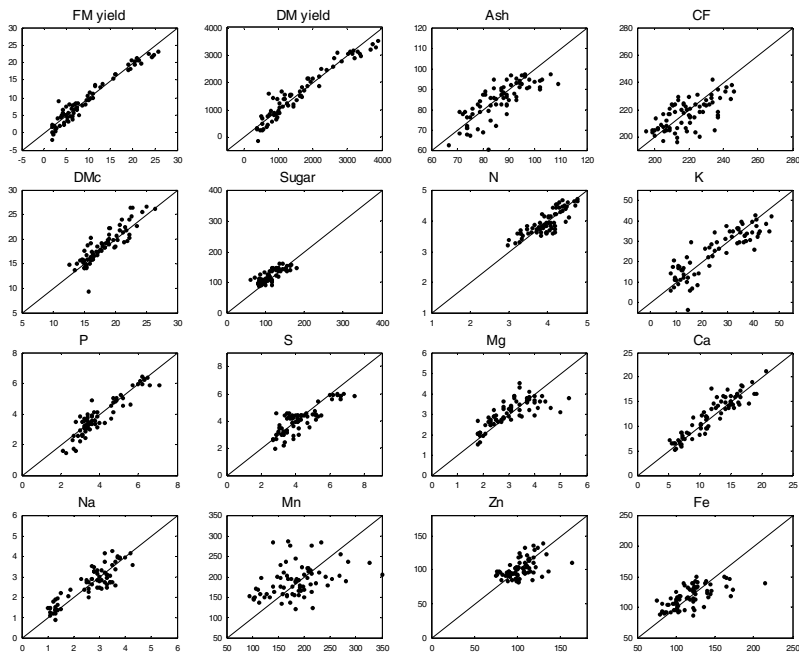 FM yield DM yield Ash CF
30 4000 120 280
25
20 3000 110 260
15 2000 100 240
10 90
5 1000 80 220
0 0 70 200
-5 60
-5 0 5 10 15 20 25 30 0 1000 2000 3000 4000 60 70 80 90 100 110 120 200 220 240 260 280
DMc Sugar N K
30 400 5 50
25 300 4 40
20 200 3 30
15 20
10 100 2 10
5 0 1 0
5 10 15 20 25 30 0 100 200 300 400 1 2 3 4 5 0 10 20 30 40 50
P S Mg Ca
8 8 6 25
6 6 5 20
4 4 4 15
3 10
2 2 2 5
1
0 0 0 0
0 2 4 6 8 0 2 4 6 8 0 1 2 3 4 5 6 0 5 10 15 20 25
Na Mn Zn Fe
6 350 250
5 300 150 200
4 250 100 150
3 200
2 150 50 100
1 100
0 50 0 50
0 1 2 3 4 5 6 50 100 150 200 250 300 350 0 50 100 150 50 100 150 200 250